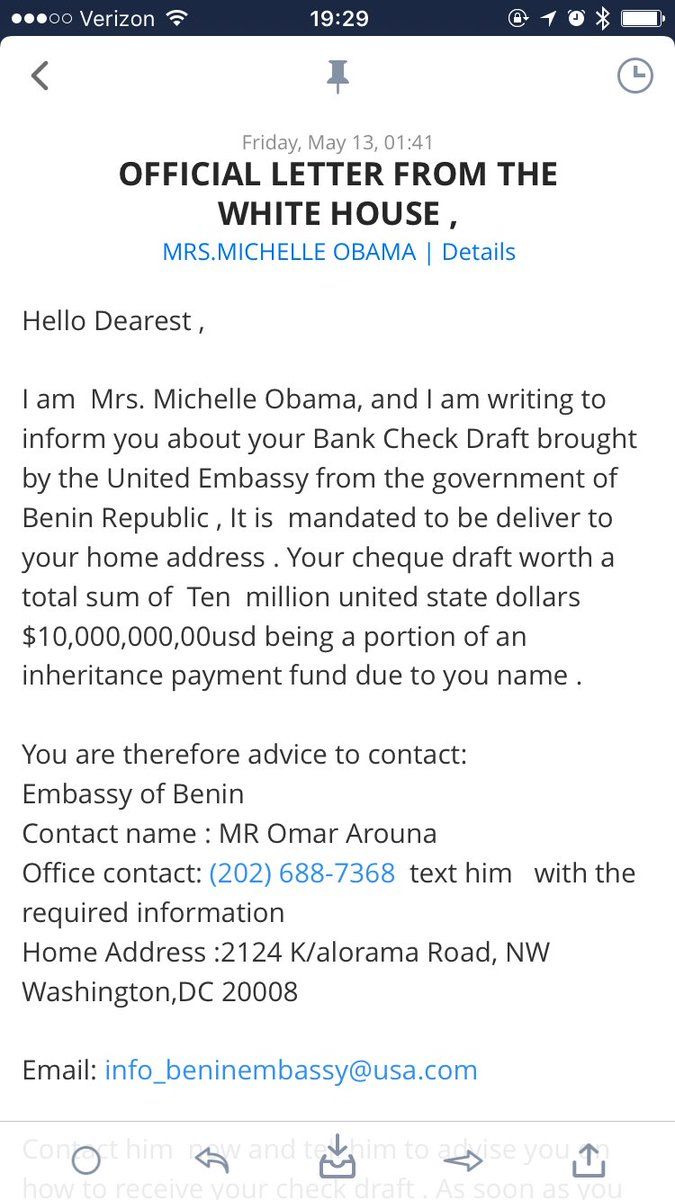 Verizon 19:29
Friday, May 13, 01:41
OFFICIAL LETTER FROM THE
WHITE HOUSE ,
MRS.MICHELLE OBAMA | Details
Hello Dearest ,
I am Mrs. Michelle Obama, and I am writing to
inform you about your Bank Check Draft brought
by the United Embassy from the government of
Benin Republic , It is mandated to be deliver to
your home address . Your cheque draft worth a
total sum of Ten million united state dollars
$10,000,000,00usd being a portion of an
inheritance payment fund due to you name .
You are therefore advice to contact:
Embassy of Benin
Contact name : MR Omar Arouna
Office contact: (202) 688-7368 text him with the
required information
Home Address :2124 K/alorama Road, NW
Washington,DC 20008
Email: info_beninembassy@usa.com
Contact him now and tell him to advise you on
how to receive your check draft . As soon as you